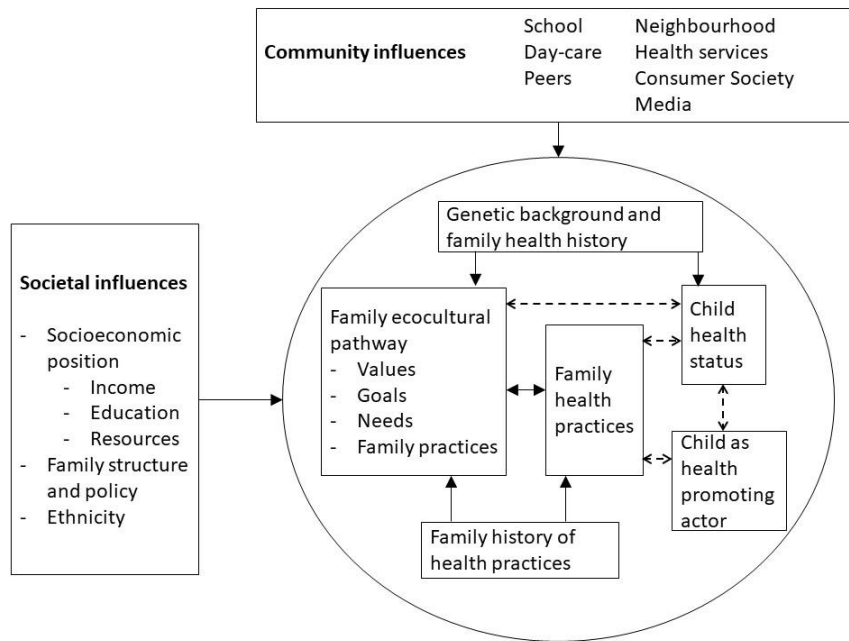 Community influences
School
Day-care
Peers
Neighbourhood
Health services
Consumer Society
Media
Societal influences
- Socioeconomic
position
- Income
- Education
- Resources
- Family structure
and policy
- Ethnicity
Genetic background and
family health history
Family ecocultural
pathway
- Values
- Goals
- Needs
- Family practices
Family
health
practices
Child
health
status
Child as
health
promoting
actor
Family history of
health practices